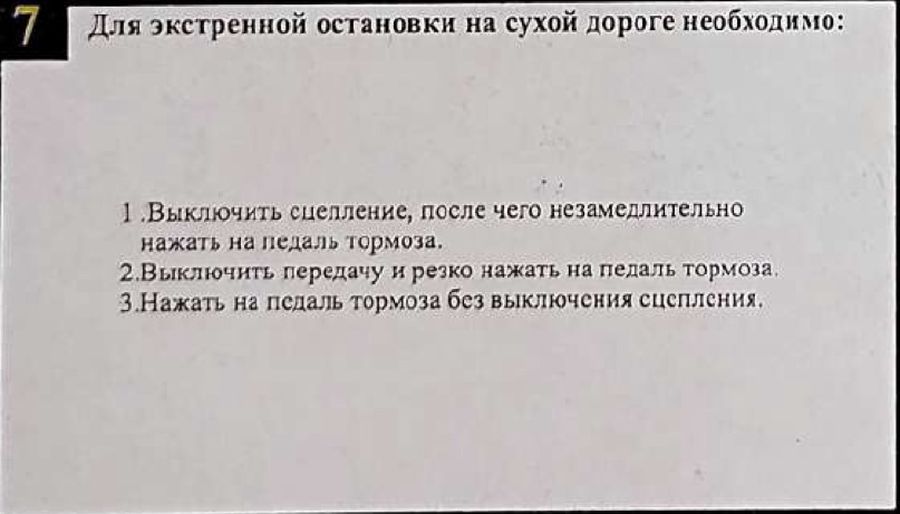 7 Для экстренной остановки на сухой дороге необходимо:
1 .Выключить сцепление, после чего незамедлительно
нажать на педаль тормоза.
2.Выключить передачу и резко нажать на педаль тормоза.
3.Нажать на педаль тормоза без выключения сцепления.